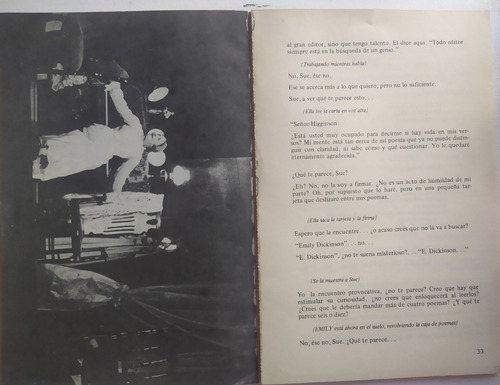 al gran editor, sino que tengo talento. El dice aquí: "Todo editor
siempre está en la búsqueda de un genio."
(Trabajando mientras habla)
No, Sue, ése no.
Ese se acerca más a lo que quiero, pero no lo suficiente.
Sue, a ver qué te parece esto. . .
(Ella lee la carta en voz alta)
"Señor Higginson:
¿Está usted muy ocupado para decirme si hay vida en mis ver-
sos? Mi mente está tan cerca de mi poesía que ya no puede distin-
guir con claridad, ni sabe cómo y qué cuestionar. Yo le quedaré
eternamente agradecida."
¿Qué te parece, Sue?
¿Eh? No, no la voy a firmar. ¿No es un acto de humildad de mi
parte? Oh, por supuesto que lo haré, pero en una pequeña tar-
jeta que deslizaré entre mis poemas.
(Ella saca la tarjeta y la firma)
Espero que la encuentre. . . ¿o acaso creés que no la va a buscar?
"Emily Dickinson". . . no. . .
"E. Dickinson", ¿no te suena misterioso?. . . "E. Dickinson. . ."
(Se la muestra a Sue)
Yo la encuentro provocativa, ¿no te parece? Creo que hay que
estimular su curiosidad, ¿no crees que enloquecerá al leerlos?
¿Crees que le debería mandar más de cuatro poemas? ¿Y qué te
parece seis o diez?
(EMILY está ahora en el suelo, revolviendo la caja de poemas)
No, ése no, Sue. ¿Qué te parece. . .
33